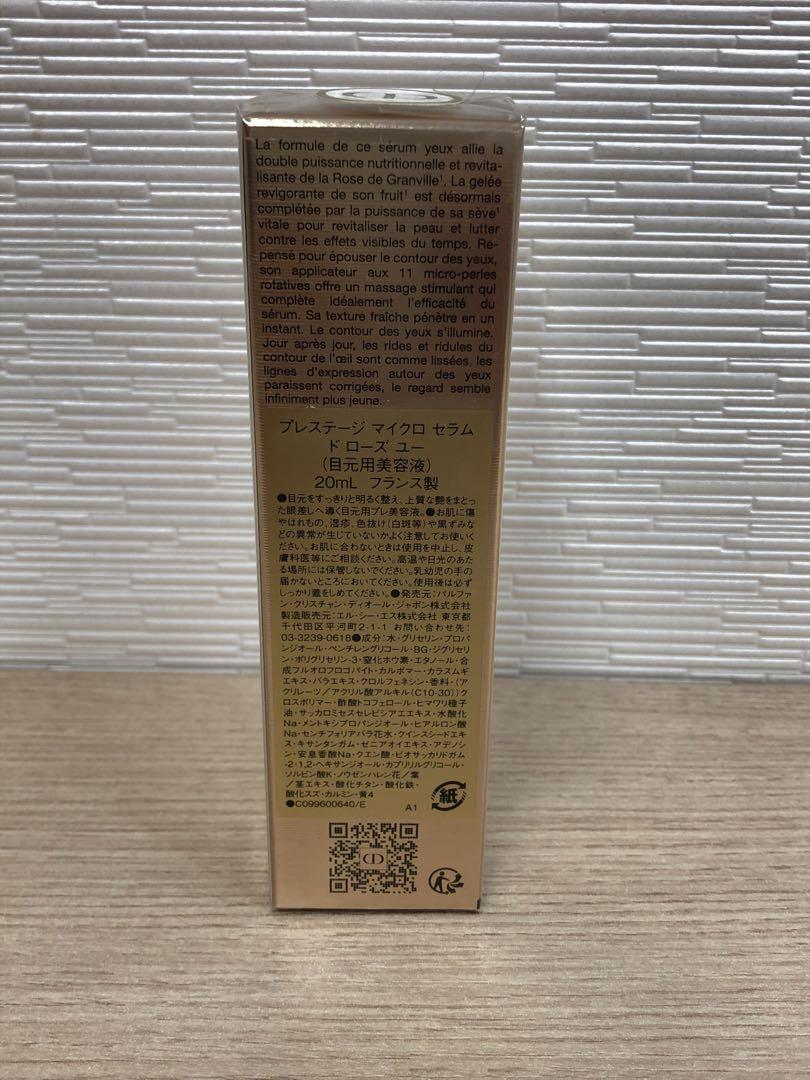 La formule de ce sérum yeux allie la
double puissance nutritionnelle et revita-
lisante de la Rose de Granville¹. La gelée
revigorante de son fruit¹ est désormais
complétée par la puissance de sa sève¹
vitale pour revitaliser la peau et lutter
contre les effets visibles du temps. Re-
pensé pour épouser le contour des yeux,
son applicateur aux 11 micro-perles
rotatives offre un massage stimulant qui
complète idéalement l'efficacité du
sérum. Sa texture fraîche pénètre en un
instant. Le contour des yeux s'illumine.
Jour après jour, les rides et ridules du
contour de l'œil sont comme lissées, les
lignes d'expression autour des yeux
paraissent corrigées, le regard semble
infiniment plus jeune.
プレステージ マイクロ セラム
ド ローズ ユー
(目元用美容液)
20mL フランス製
●目元をすっきりと明るく整え、上質な艶をまとっ
た眼差しへ導く目元用プレ美容液。●お肌に傷
やはれもの、湿疹、色抜け(白斑等)や黒ずみな
どの異常が生じていないかよく注意してお使い
ください。お肌に合わないときは使用を中止し、皮
膚科医等にご相談ください。高温や日光のあた
る場所には保管しないでください。乳幼児の手の
届かないところにおいてください。使用後は必ず
しっかり蓋をしめてください。●発売元:パルファ
ン・クリスチャン・ディオール・ジャポン株式会社
製造販売元:エル・シー・エス株式会社 東京都
千代田区平河町2-1-1 お問い合わせ先:
03-3239-0618●成分:水・グリセリン・プロパ
ンジオール・ペンチレングリコール・BG・ジグリセリ
ン・ポリグリセリン-3・窒化ホウ素・エタノール・合
成フルオロフロゴパイト・カルボマー・カラスムギ
エキス・バラエキス・クロルフェネシン・香料・(ア
クリレーツ/アクリル酸アルキル(C10-30))ク
ロスポリマー・酢酸トコフェロール・ヒマワリ種子
油・サッカロミセスセレビシアエエキス・水酸化
Na・メントキシプロパンジオール・ヒアルロン酸
Na・センチフォリアバラ花水・クインスシードエキ
ス・キサンタンガム・ゼニアオイエキス・アデノシ
ン・安息香酸Na・クエン酸・ビオサッカリドガム
-2・1,2-ヘキサンジオール・カプリリルグリコール・
ソルビン酸K・ノウゼンハレン花/葉
/茎エキス・酸化チタン・酸化鉄・
酸化スズ・カルミン・黄4
●C099600640/E
A1
紙
CD